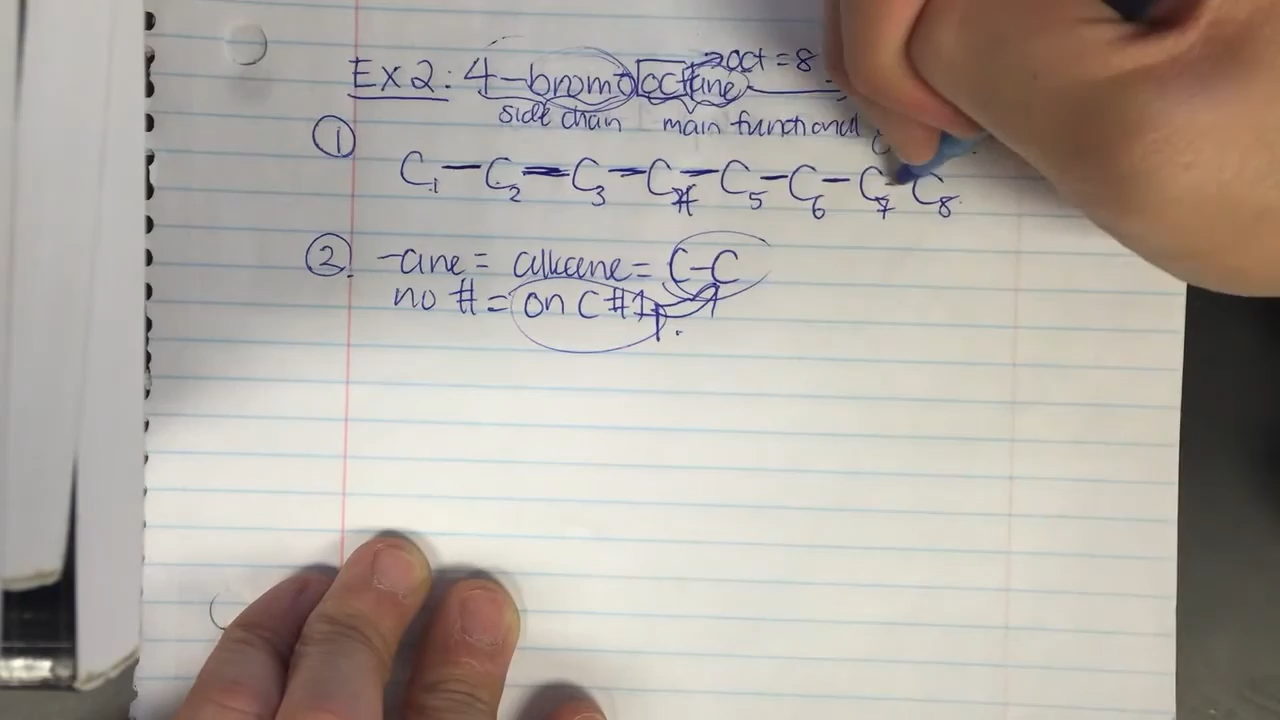 oct = 8
Ex 2: 4-bromooctane
side chain main functional
①
C1 - C2 = C3 - C4 - C5 - C6 - C7 - C8
② -ane = alkane = C-C
no # = on C #1